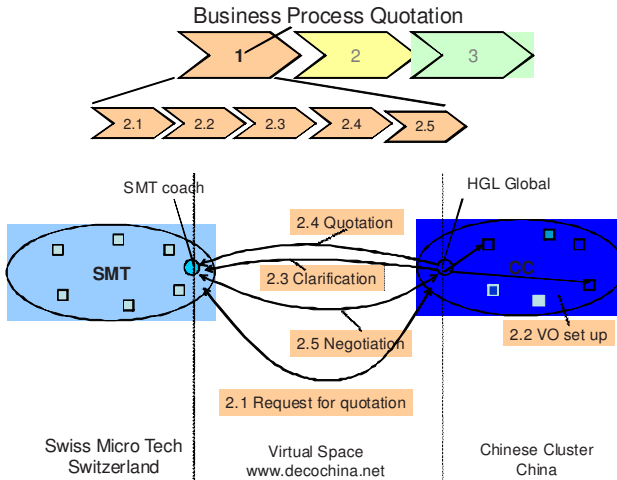 Business Process Quotation
1
2
3
2.1
2.2
2.3
2.4
2.5
SMT coach
HGL Global
2.4 Quotation
SMT
CC
2.3 Clarification
2.5 Negotiation
2.2 VO set up
2.1 Request for quotation
Swiss Micro Tech
Switzerland
Virtual Space
www.decochina.net
Chinese Cluster
China